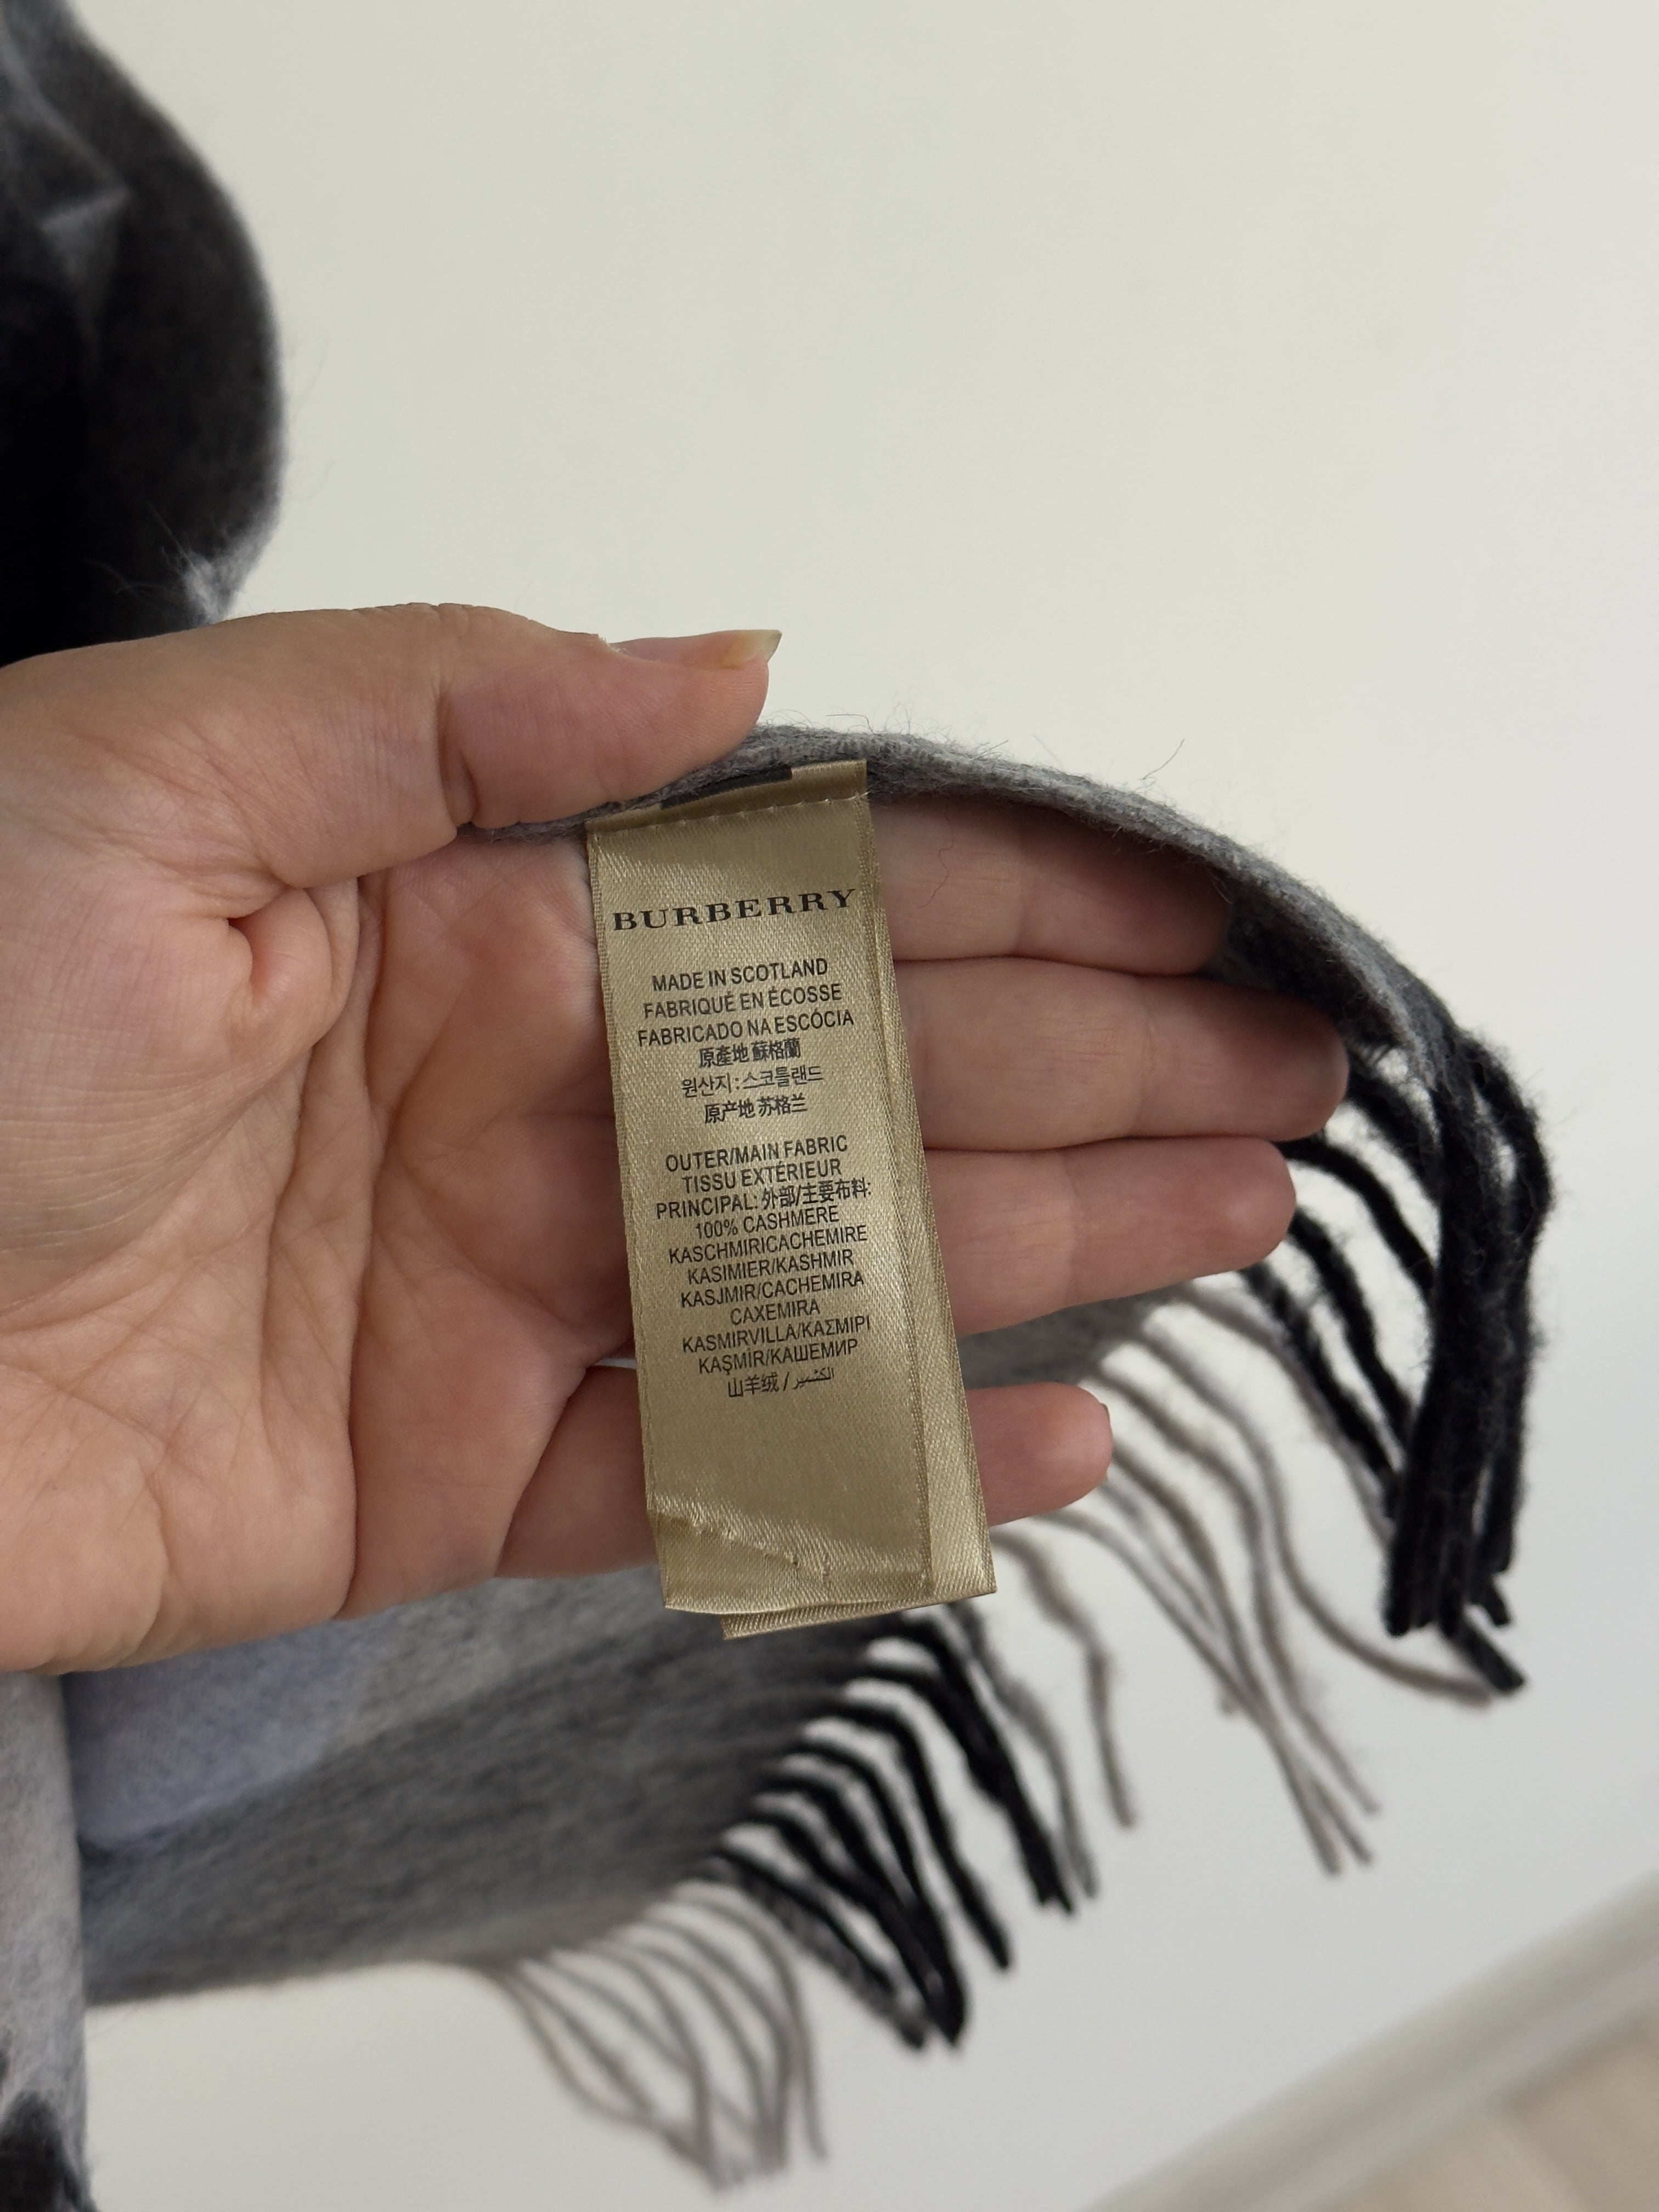 BURBERRY
MADE IN SCOTLAND
FABRIQUÉ EN ÉCOSSE
FABRICADO NA ESCÓCIA
原產地 蘇格蘭
원산지 : 스코틀랜드
原产地 苏格兰
OUTER/MAIN FABRIC
TISSU EXTÉRIEUR
PRINCIPAL: 外部/主要布料:
100% CASHMERE
KASCHMIR/CACHEMIRE
KASIMIER/KASHMIR
KASJMIR/CACHEMIRA
CAXEMIRA
KASMIRVILLA/ΚΑΣΜΙΡΙ
KAŞMİR/КАШЕМИР
山羊绒 / الكشمير